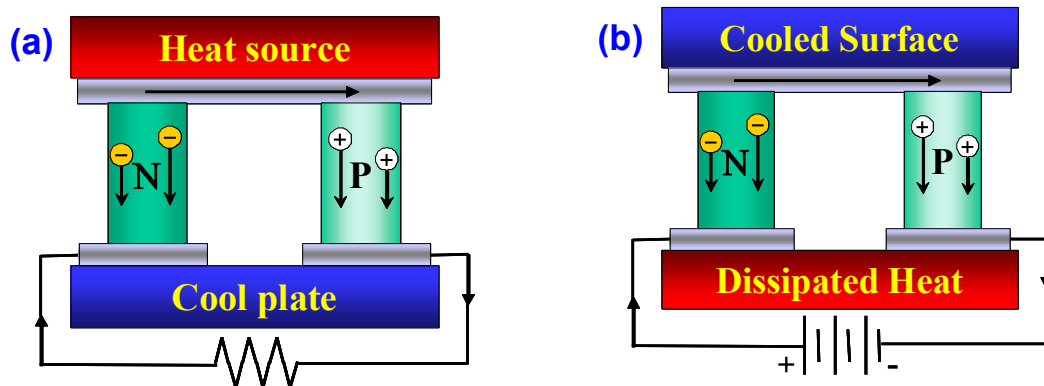 (a)
Heat source
−
−
N
+
+
P
Cool plate
(b)
Cooled Surface
−
−
N
+
+
P
Dissipated Heat
+
-